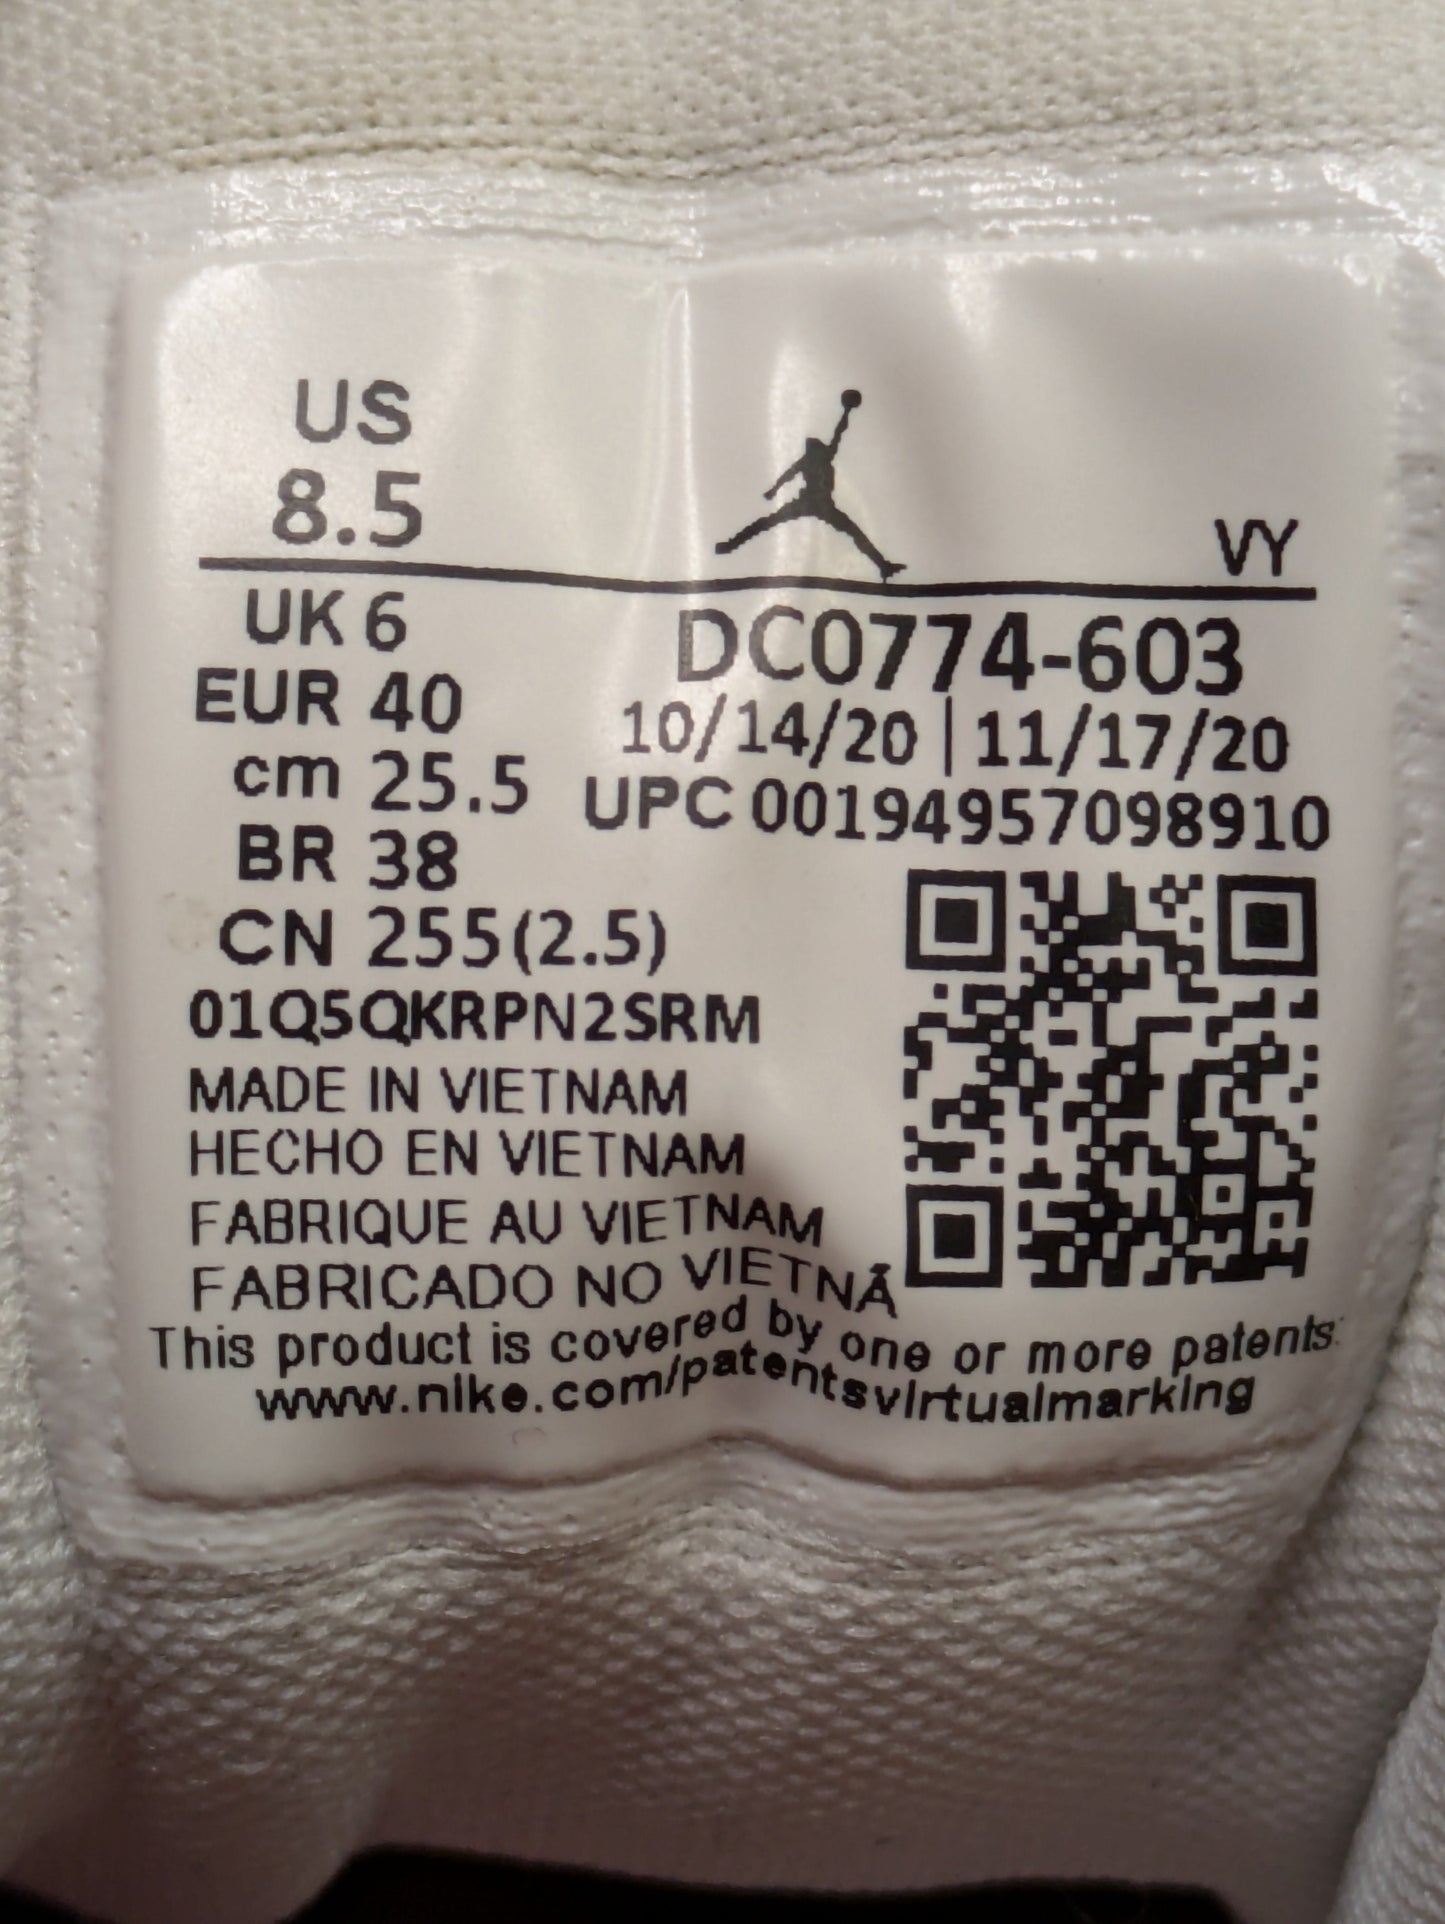 US
8.5
VY
UK 6
EUR 40
cm 25.5
BR 38
CN 255(2.5)
DC0774-603
10/14/20 | 11/17/20
UPC 00194957098910
01Q5QKRPN2SRM
MADE IN VIETNAM
HECHO EN VIETNAM
FABRIQUE AU VIETNAM
FABRICADO NO VIETNÃ
This product is covered by one or more patents:
www.nike.com/patentsvirtualmarking